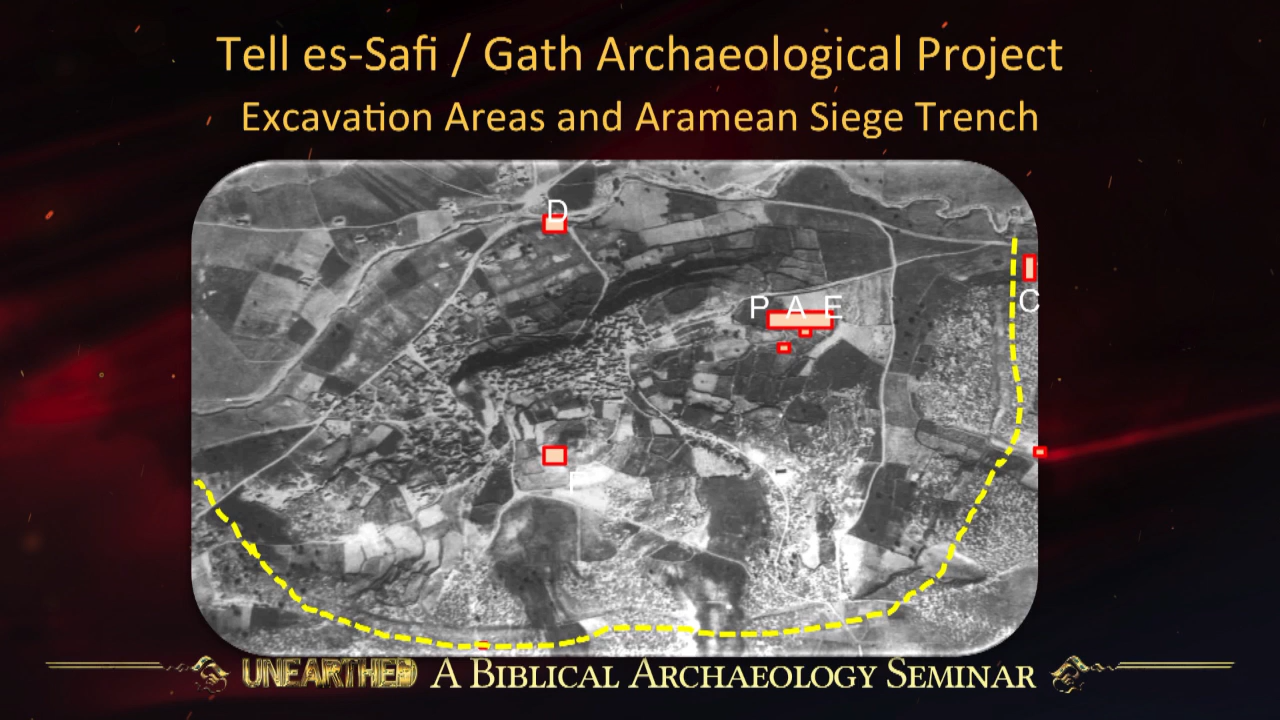 Tell es-Safi / Gath Archaeological Project
Excavation Areas and Aramean Siege Trench
D
P A E
C
UNEARTHED A BIBLICAL ARCHAEOLOGY SEMINAR